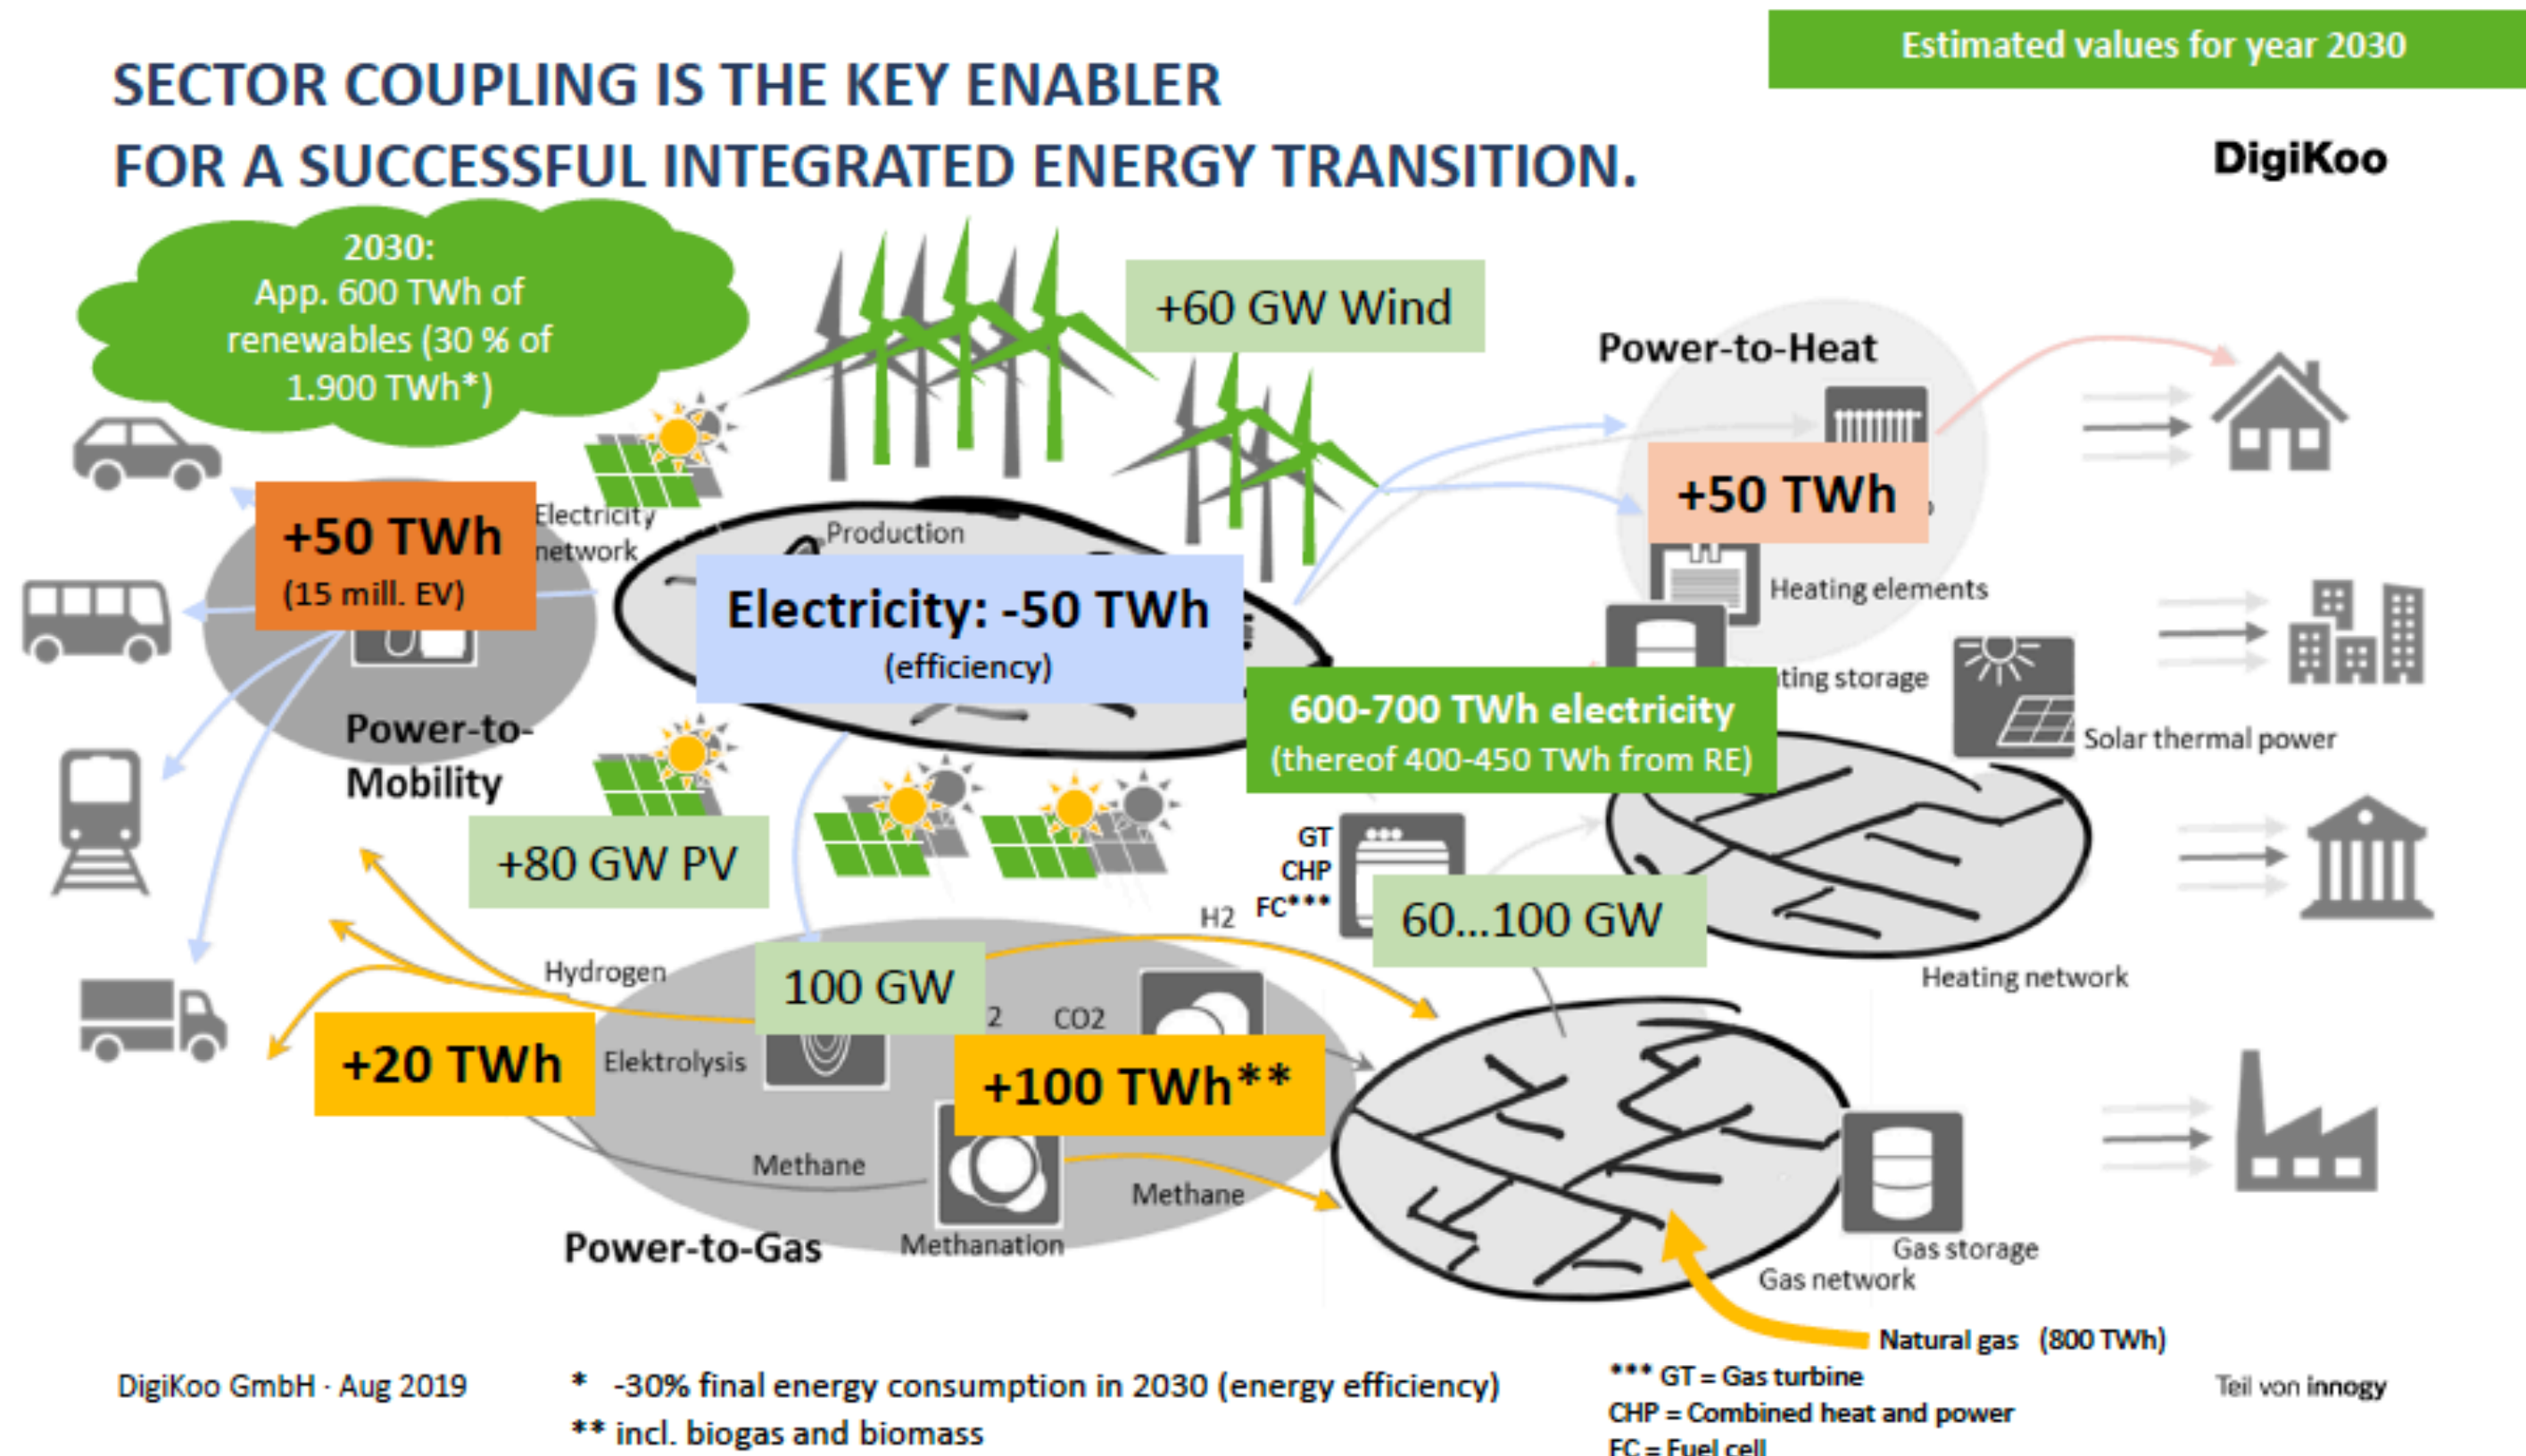 Estimated values for year 2030
SECTOR COUPLING IS THE KEY ENABLER
FOR A SUCCESSFUL INTEGRATED ENERGY TRANSITION.
DigiKoo
2030:
App. 600 TWh of
renewables (30 % of
1.900 TWh*)
+60 GW Wind
Power-to-Heat
+50 TWh
Heating elements
ting storage
Solar thermal power
+50 TWh
(15 mill. EV)
Electricity
network
Production
Electricity: -50 TWh
(efficiency)
600-700 TWh electricity
(thereof 400-450 TWh from RE)
Power-to-
Mobility
+80 GW PV
GT
CHP
FC***
60...100 GW
H2
Heating network
Hydrogen
100 GW
2
CO2
+20 TWh
Elektrolysis
+100 TWh**
Methane
Methane
Power-to-Gas
Methanation
Gas storage
Gas network
Natural gas (800 TWh)
DigiKoo GmbH · Aug 2019
* -30% final energy consumption in 2030 (energy efficiency)
** incl. biogas and biomass
*** GT = Gas turbine
CHP = Combined heat and power
FC = Fuel cell
Teil von innogy